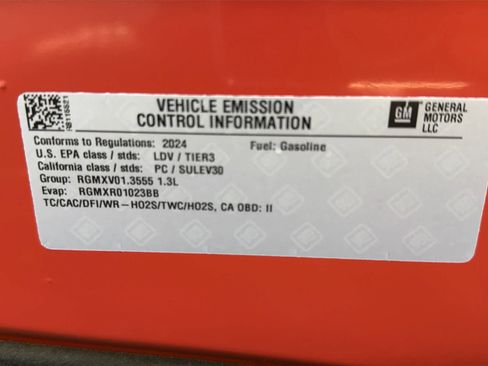 VEHICLE EMISSION
CONTROL INFORMATION
GM GENERAL
MOTORS
LLC
Conforms to Regulations: 2024 Fuel: Gasoline
U.S. EPA class / stds: LDV / TIER3
California class / stds: PC / SULEV30
Group: RGMXV01.3555 1.3L
Evap: RGMXR01023BB
TC/CAC/DFI/WR-HO2S/TWC/HO2S, CA OBD: II